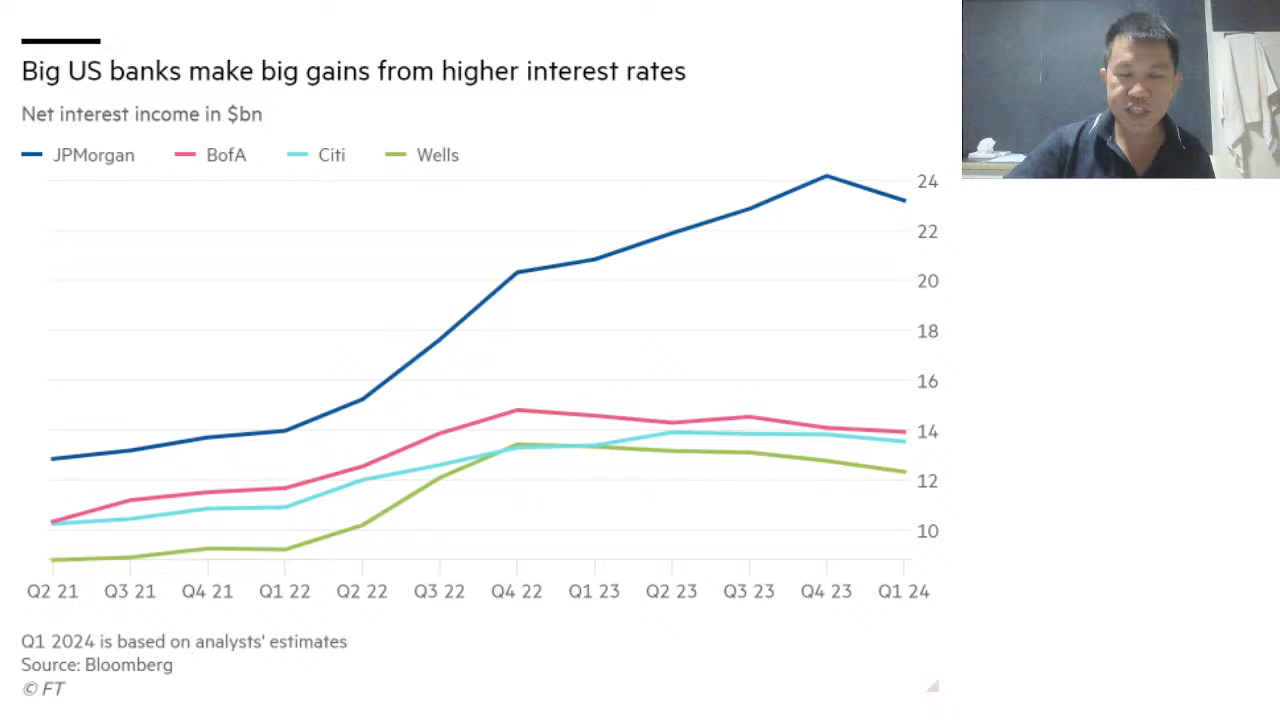 Big US banks make big gains from higher interest rates
Net interest income in $bn
JPMorgan BofA Citi Wells
24
22
20
18
16
14
12
10
Q2 21 Q3 21 Q4 21 Q1 22 Q2 22 Q3 22 Q4 22 Q1 23 Q2 23 Q3 23 Q4 23 Q1 24
Q1 2024 is based on analysts' estimates
Source: Bloomberg
© FT